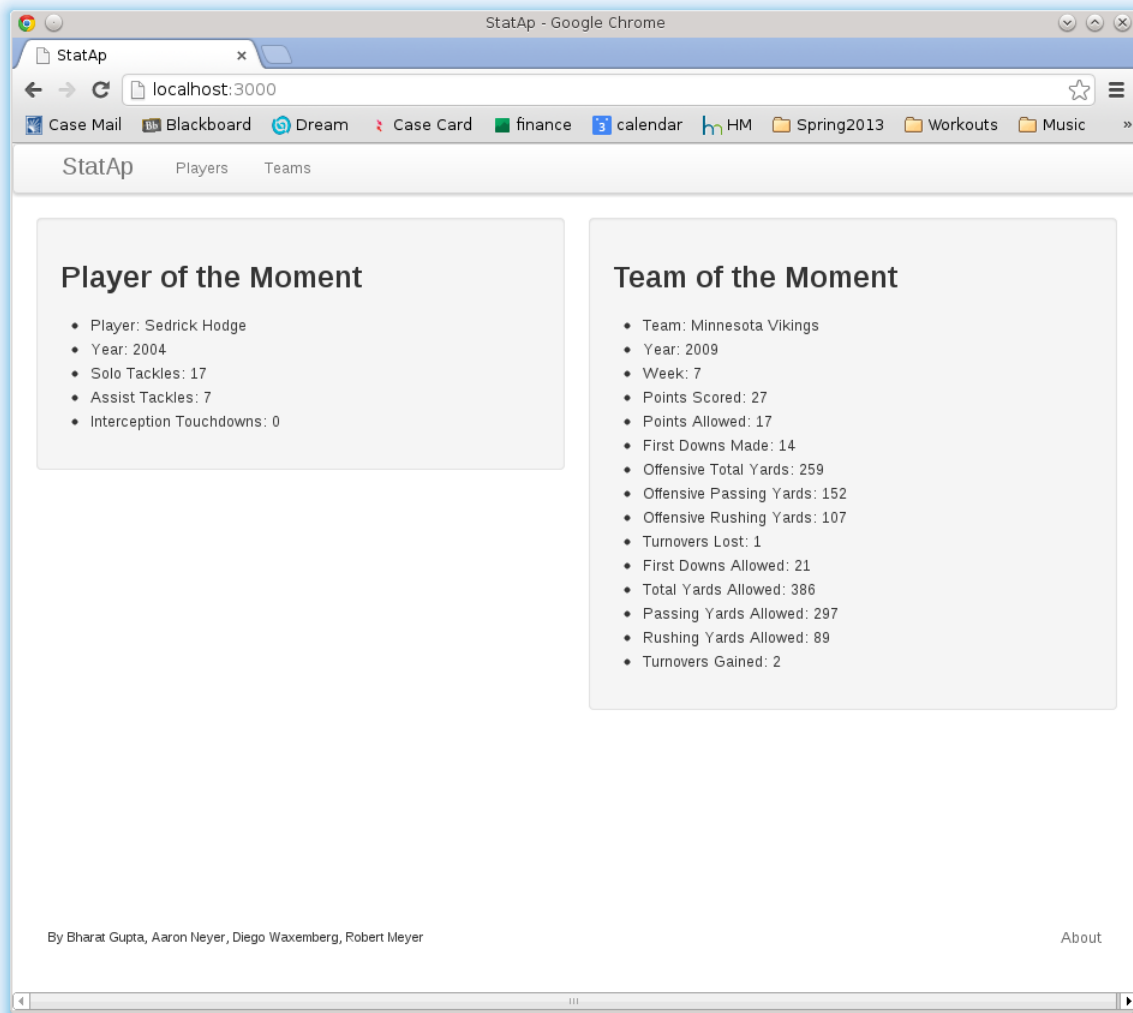 StatAp - Google Chrome
StatAp
localhost:3000
Case Mail Blackboard Dream Case Card finance calendar HM Spring2013 Workouts Music »
StatAp Players Teams
Player of the Moment
• Player: Sedrick Hodge
• Year: 2004
• Solo Tackles: 17
• Assist Tackles: 7
• Interception Touchdowns: 0
Team of the Moment
• Team: Minnesota Vikings
• Year: 2009
• Week: 7
• Points Scored: 27
• Points Allowed: 17
• First Downs Made: 14
• Offensive Total Yards: 259
• Offensive Passing Yards: 152
• Offensive Rushing Yards: 107
• Turnovers Lost: 1
• First Downs Allowed: 21
• Total Yards Allowed: 386
• Passing Yards Allowed: 297
• Rushing Yards Allowed: 89
• Turnovers Gained: 2
By Bharat Gupta, Aaron Neyer, Diego Waxemberg, Robert Meyer
About